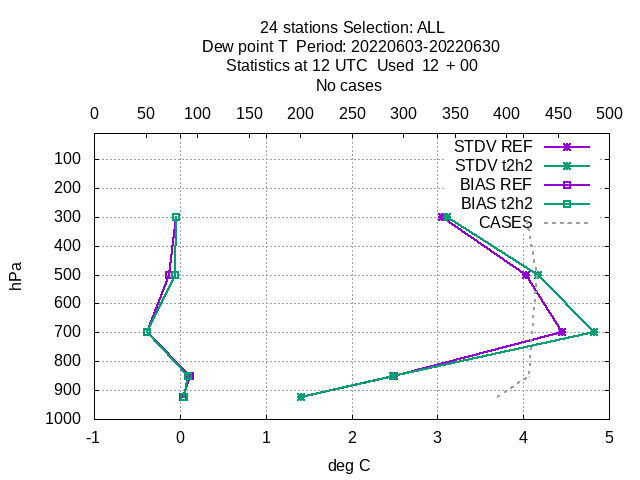 24 stations Selection: ALL
Dew point T  Period: 20220603-20220630
Statistics at 12 UTC  Used  12  + 00
No cases
0 50 100 150 200 250 300 350 400 450 500
STDV REF
STDV t2h2
BIAS REF
BIAS t2h2
CASES
100
200
300
400
500
600
700
800
900
1000
hPa
-1 0 1 2 3 4 5
deg C